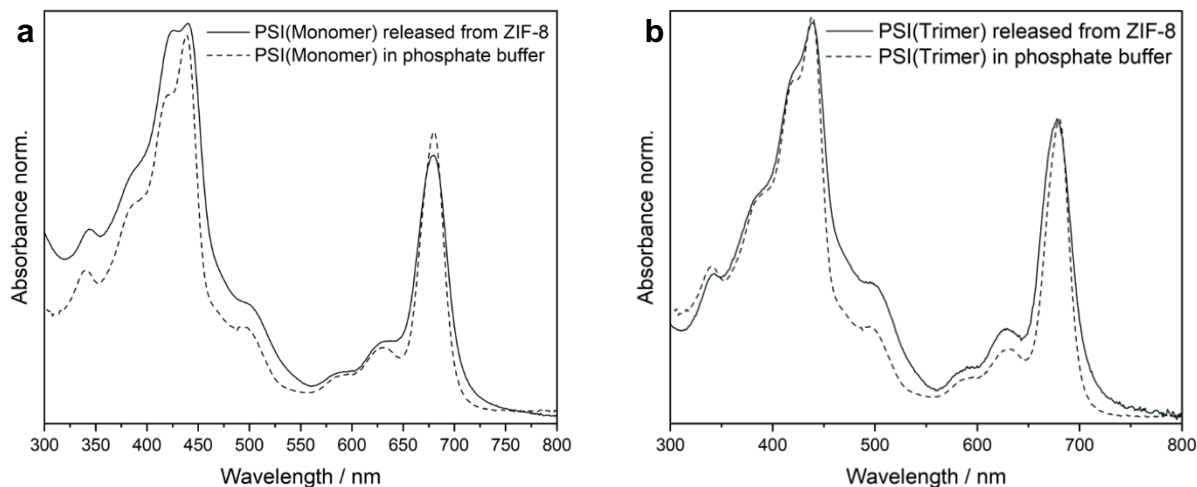 a
PSI(Monomer) released from ZIF-8
PSI(Monomer) in phosphate buffer
Absorbance norm.
300 350 400 450 500 550 600 650 700 750 800
Wavelength / nm
b
PSI(Trimer) released from ZIF-8
PSI(Trimer) in phosphate buffer
Absorbance norm.
300 400 500 600 700 800
Wavelength / nm